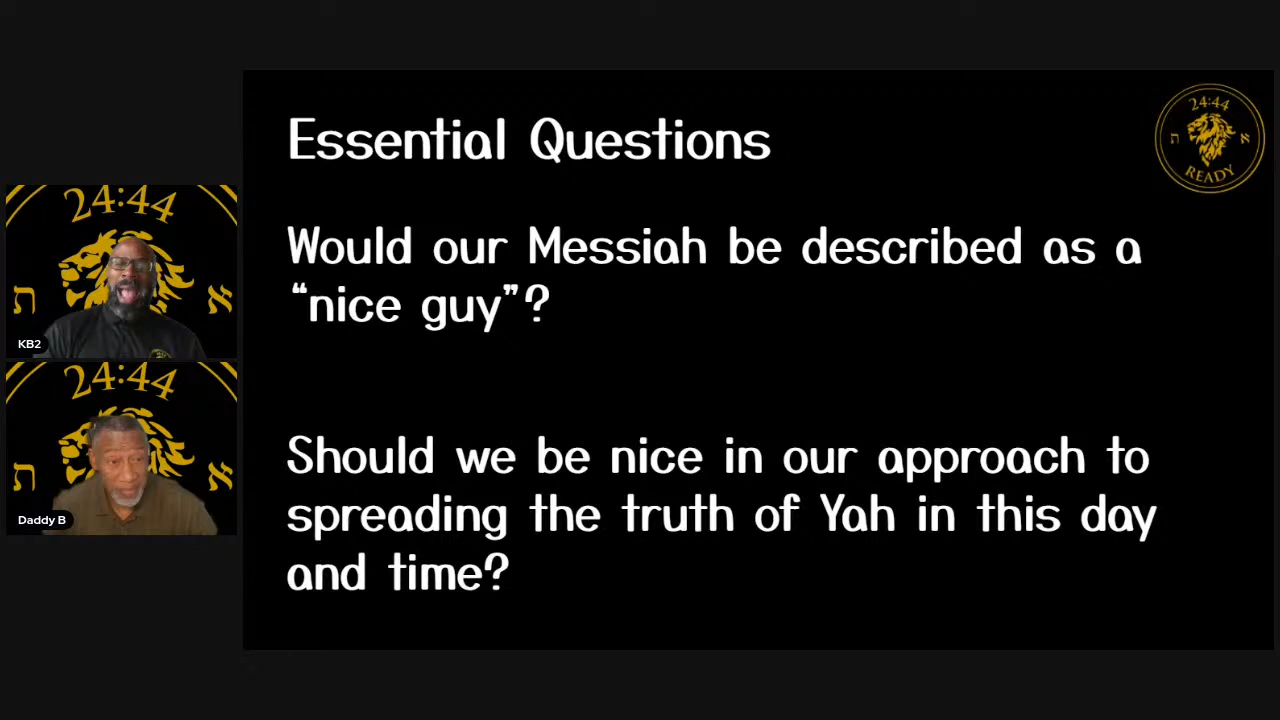 Essential Questions
Would our Messiah be described as a
“nice guy”?
Should we be nice in our approach to
spreading the truth of Yah in this day
and time?
24:44
ת
א
READY
24:44
ת
א
KB2
24:44
ת
א
Daddy B